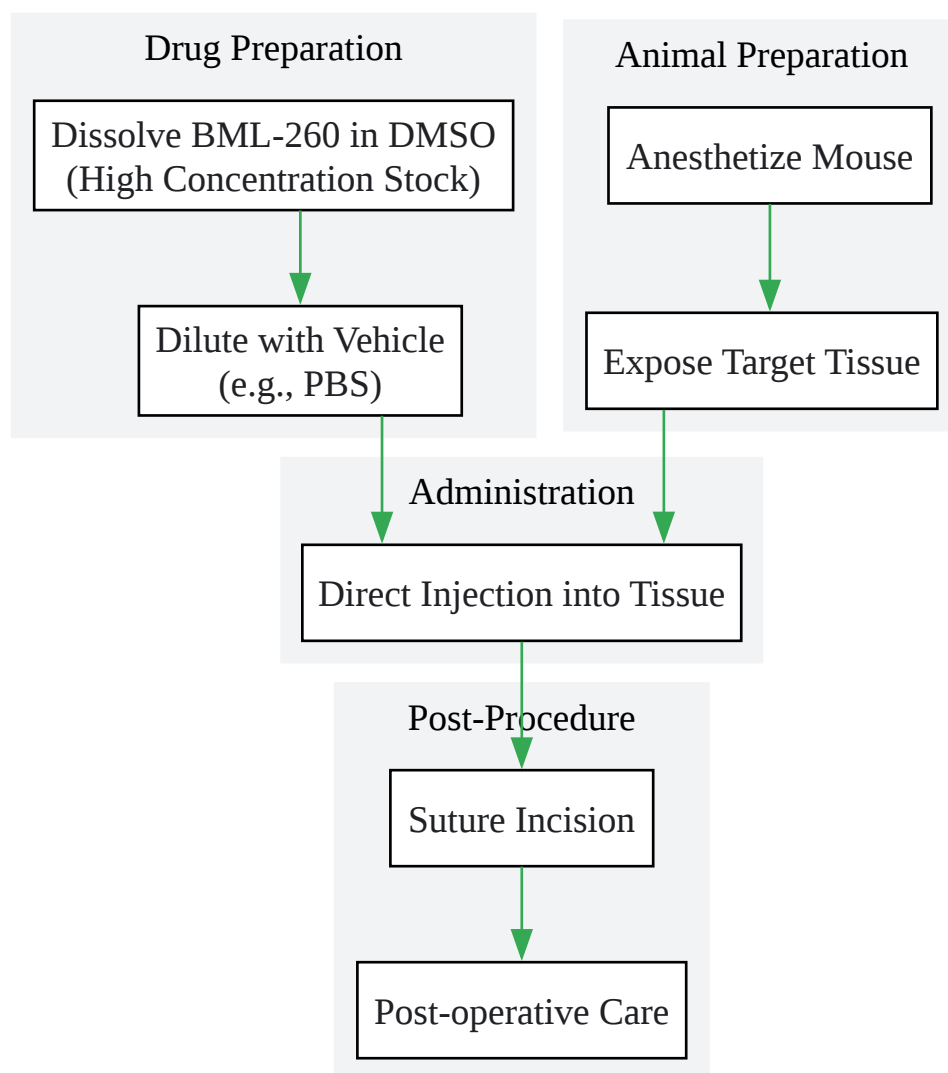 Drug Preparation
Dissolve BML-260 in DMSO
(High Concentration Stock)
Dilute with Vehicle
(e.g., PBS)
Animal Preparation
Anesthetize Mouse
Expose Target Tissue
Administration
Direct Injection into Tissue
Post-Procedure
Suture Incision
Post-operative Care